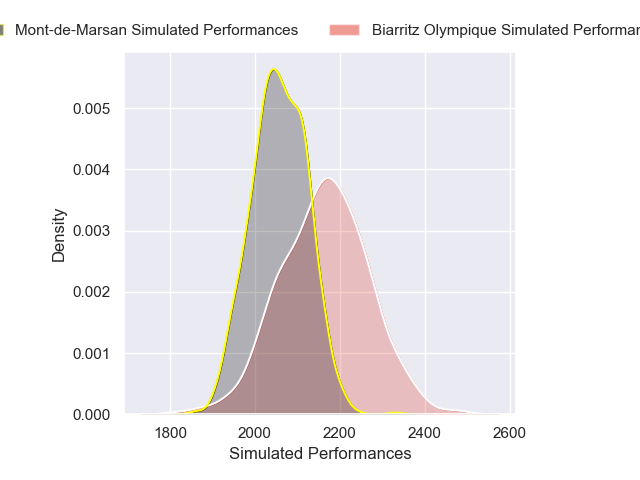 Mont-de-Marsan Simulated Performances
Biarritz Olympique Simulated
0.005
0.004
0.003
0.002
0.001
0.000
Density
1800 2000 2200 2400 2600
Simulated Performances